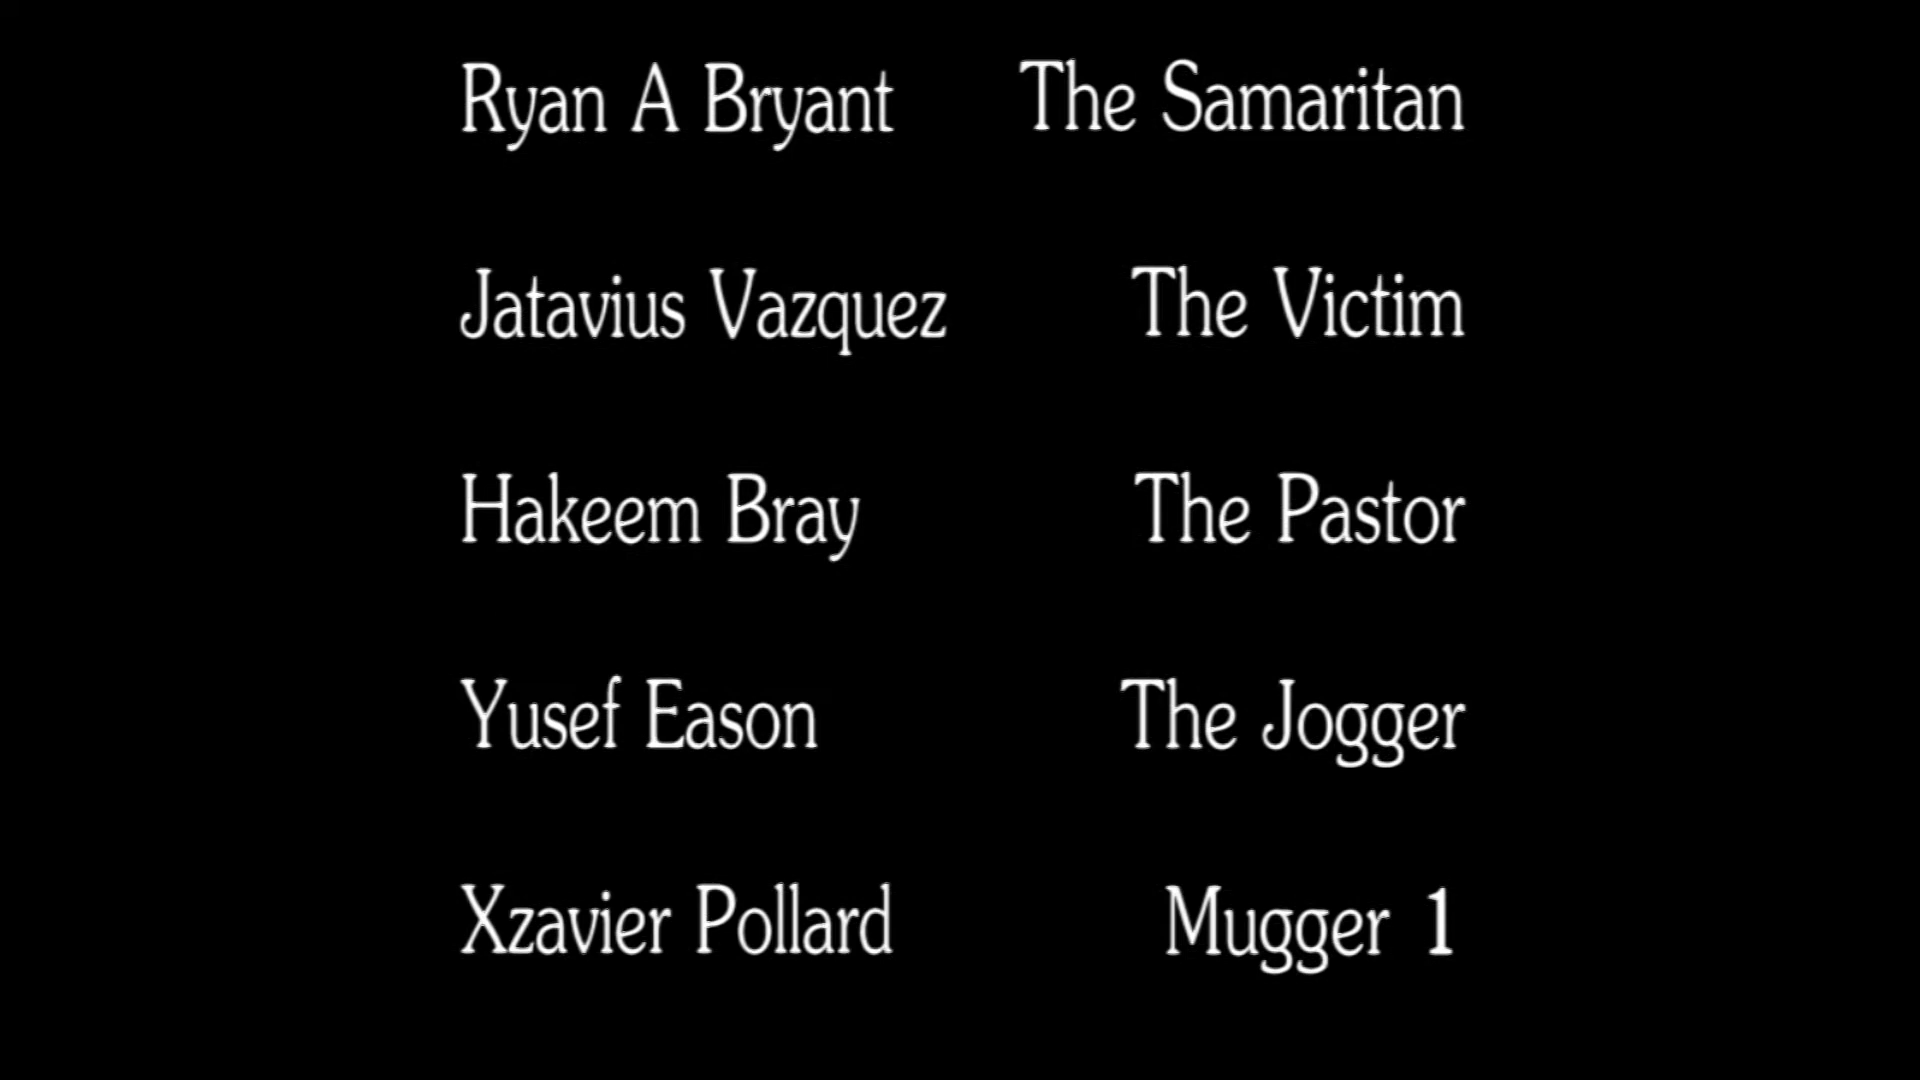 Ryan A Bryant The Samaritan
Jatavius Vazquez The Victim
Hakeem Bray The Pastor
Yusef Eason The Jogger
Xzavier Pollard Mugger 1